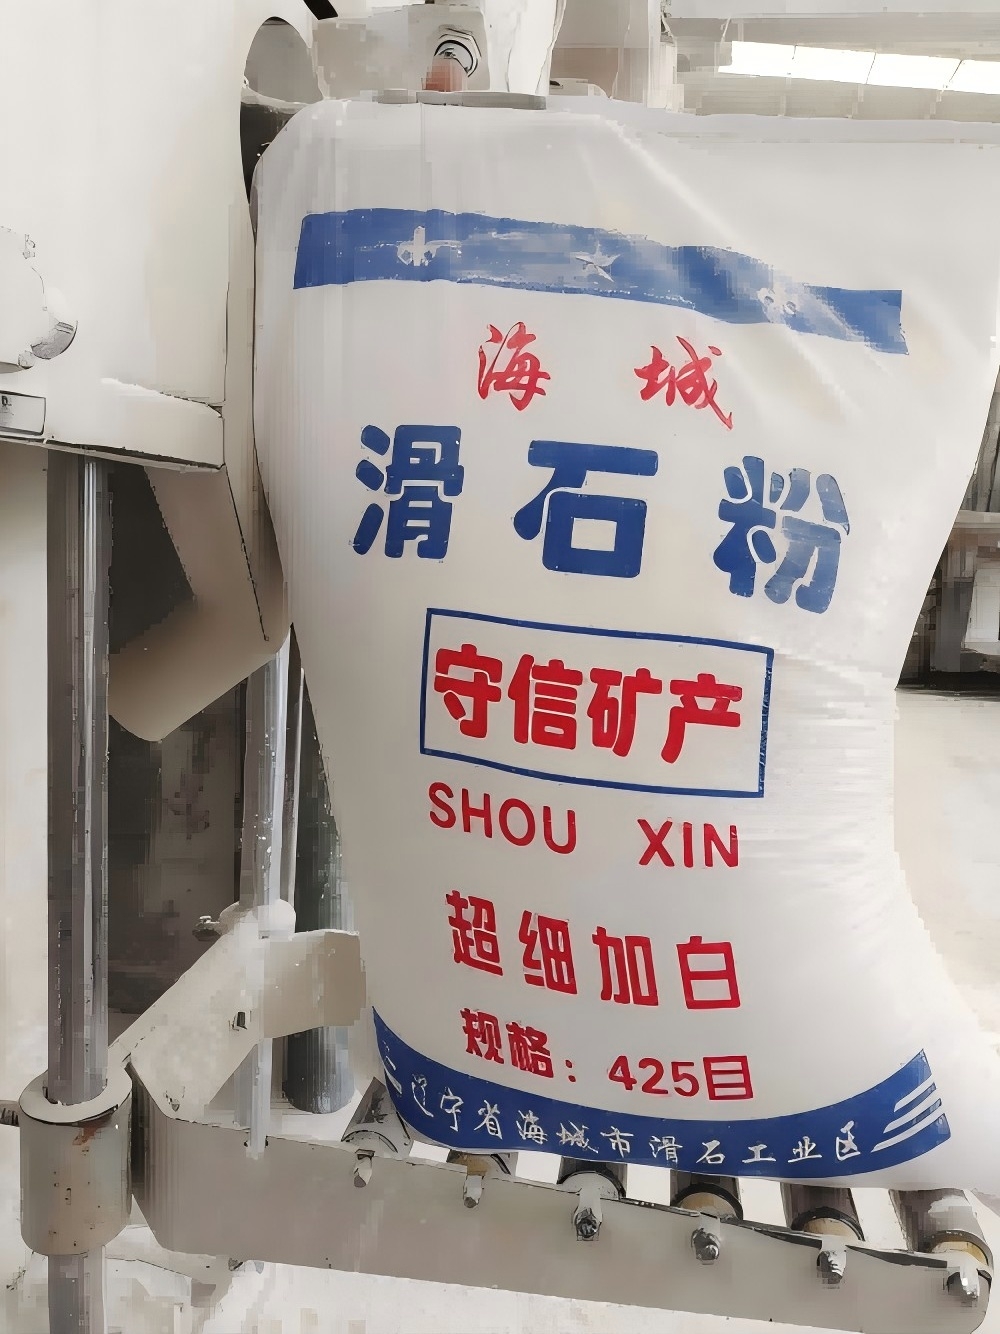 海 城
滑石粉
守信矿产
SHOU XIN
超细加白
规格：425目
辽宁省海城市滑石工业区